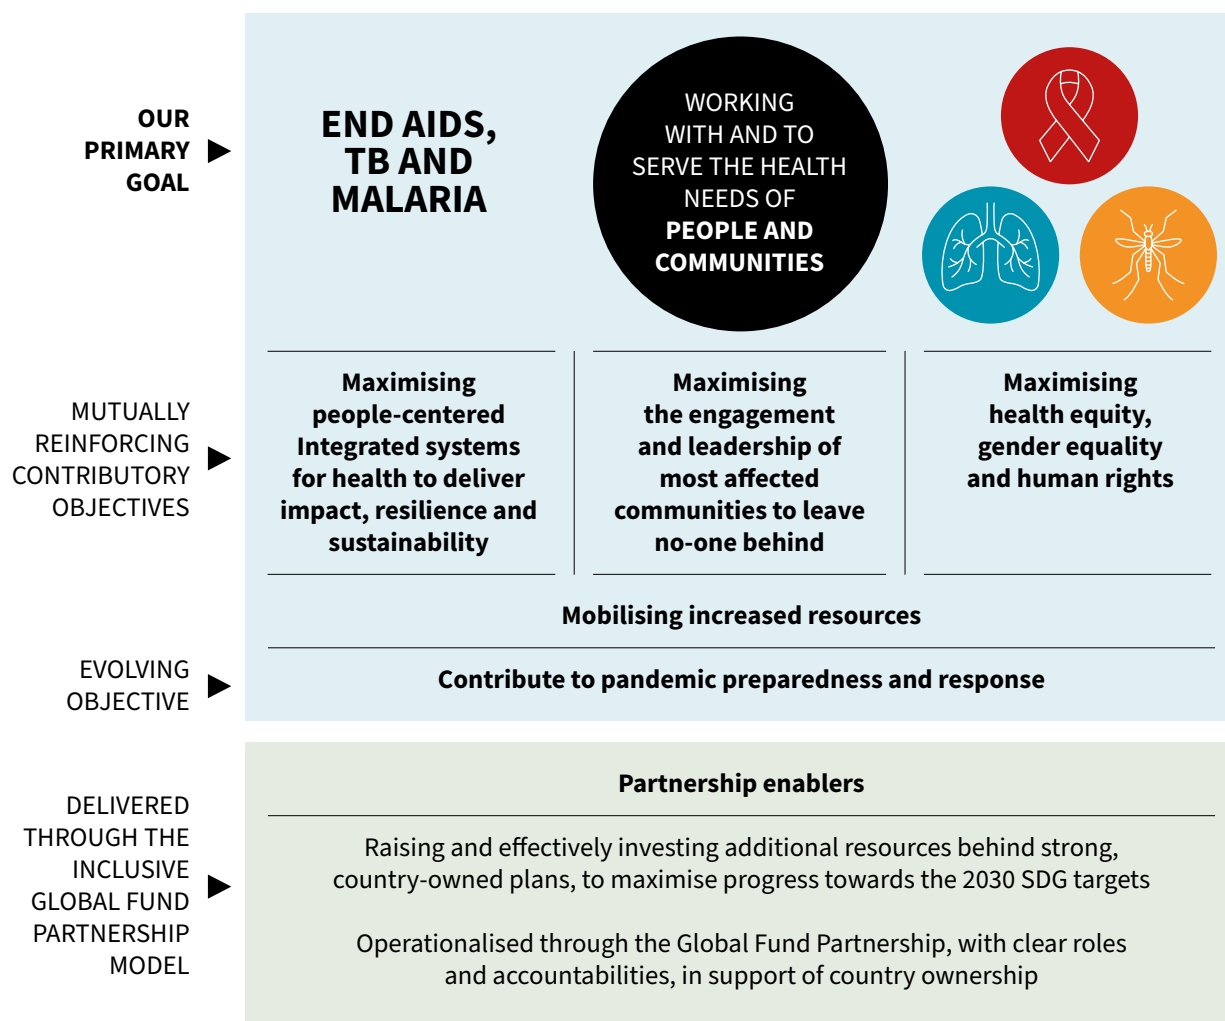 OUR
PRIMARY
GOAL
END AIDS,
TB AND
MALARIA
WORKING
WITH AND TO
SERVE THE HEALTH
NEEDS OF
PEOPLE AND
COMMUNITIES
MUTUALLY
REINFORCING
CONTRIBUTORY
OBJECTIVES
Maximising
people-centered
Integrated systems
for health to deliver
impact, resilience and
sustainability
Maximising
the engagement
and leadership of
most affected
communities to leave
no-one behind
Maximising
health equity,
gender equality
and human rights
Mobilising increased resources
EVOLVING
OBJECTIVE
Contribute to pandemic preparedness and response
DELIVERED
THROUGH THE
INCLUSIVE
GLOBAL FUND
PARTNERSHIP
MODEL
Partnership enablers
Raising and effectively investing additional resources behind strong,
country-owned plans, to maximise progress towards the 2030 SDG targets
Operationalised through the Global Fund Partnership, with clear roles
and accountabilities, in support of country ownership